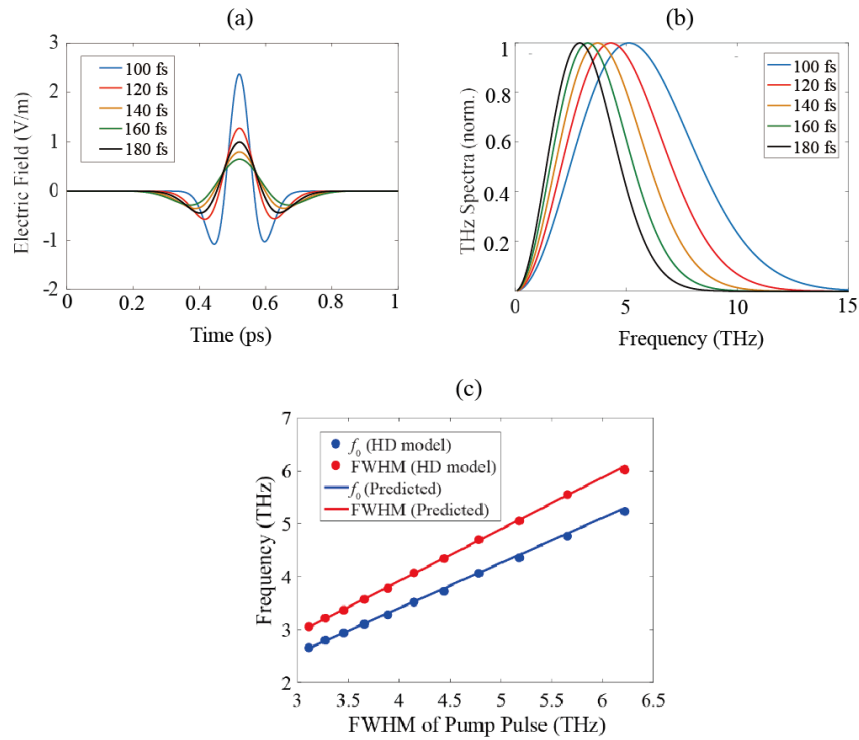 (a)
3
2
1
0
-1
-2
Electric Field (V/m)
100 fs
120 fs
140 fs
160 fs
180 fs
0
0.2
0.4
0.6
0.8
1
Time (ps)
(b)
1
0.8
0.6
0.4
0.2
THz Spectra (norm.)
100 fs
120 fs
140 fs
160 fs
180 fs
0
5
10
15
Frequency (THz)
(c)
7
6
5
4
3
2
Frequency (THz)
f₀ (HD model)
FWHM (HD model)
f₀ (Predicted)
FWHM (Predicted)
3
3.5
4
4.5
5
5.5
6
6.5
FWHM of Pump Pulse (THz)